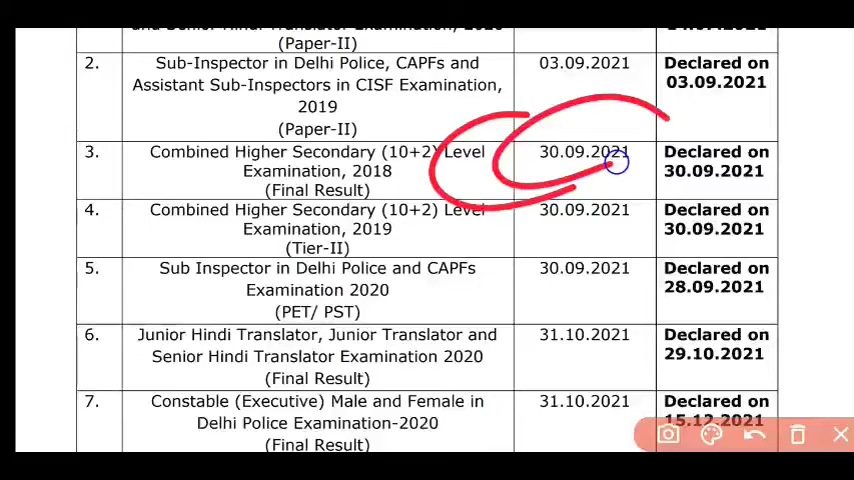 and Senior Hindi Translator Examination, 2020
(Paper-II)
2. Sub-Inspector in Delhi Police, CAPFs and 03.09.2021 Declared on
Assistant Sub-Inspectors in CISF Examination, 03.09.2021
2019
(Paper-II)
3. Combined Higher Secondary (10+2) Level 30.09.2021 Declared on
Examination, 2018 30.09.2021
(Final Result)
4. Combined Higher Secondary (10+2) Level 30.09.2021 Declared on
Examination, 2019 30.09.2021
(Tier-II)
5. Sub Inspector in Delhi Police and CAPFs 30.09.2021 Declared on
Examination 2020 28.09.2021
(PET/ PST)
6. Junior Hindi Translator, Junior Translator and 31.10.2021 Declared on
Senior Hindi Translator Examination 2020 29.10.2021
(Final Result)
7. Constable (Executive) Male and Female in 31.10.2021 Declared on
Delhi Police Examination-2020 15.12.2021
(Final Result)